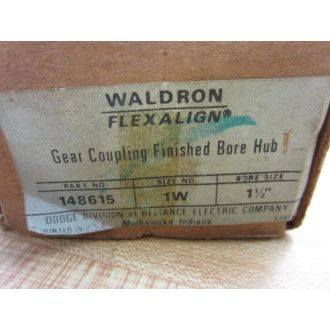 WALDRON
FLEXALIGN®
Gear Coupling Finished Bore Hub
PART NO. SIZE NO. BORE SIZE
148615 1W 1½"
DODGE DIVISION of RELIANCE ELECTRIC COMPANY
Mishawaka Indiana